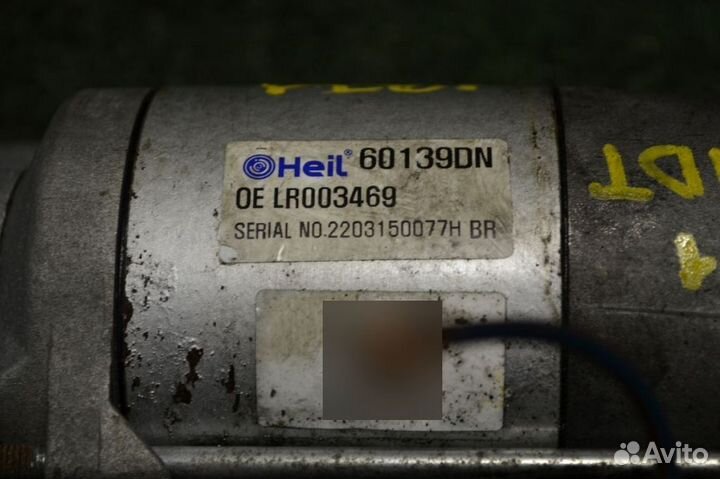 Heil® 60139DN
OE LR003469
SERIAL NO.2203150077H BR
Avito